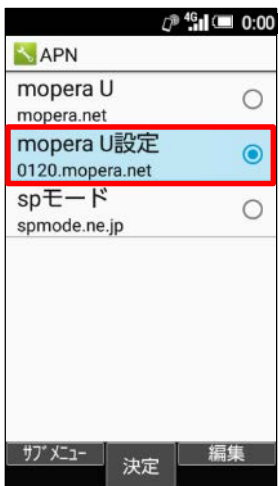 4G 0:00
APN
mopera U
mopera.net
mopera U設定
0120.mopera.net
spモード
spmode.ne.jp
ｻﾌﾞﾒﾆｭｰ 決定 編集